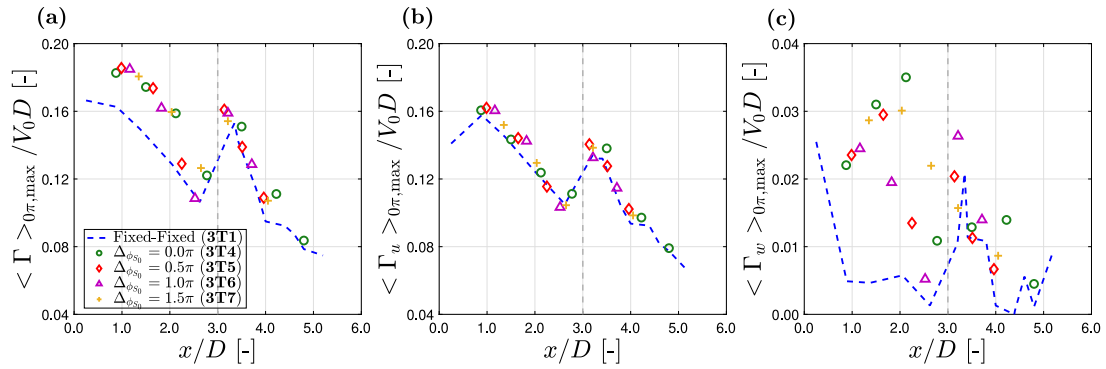 (a)
< Γ >₀π,max /V₀D [-]
0.20
0.16
0.12
0.08
0.04
Fixed-Fixed (3T1)
Δ_ϕS₀ = 0.0π (3T4)
Δ_ϕS₀ = 0.5π (3T5)
Δ_ϕS₀ = 1.0π (3T6)
Δ_ϕS₀ = 1.5π (3T7)
0.0 1.0 2.0 3.0 4.0 5.0 6.0
x/D [-]
(b)
< Γᵤ >₀π,max /V₀D [-]
0.20
0.16
0.12
0.08
0.04
0.0 1.0 2.0 3.0 4.0 5.0 6.0
x/D [-]
(c)
< Γ_w >₀π,max /V₀D [-]
0.04
0.03
0.02
0.01
0.00
0.0 1.0 2.0 3.0 4.0 5.0 6.0
x/D [-]